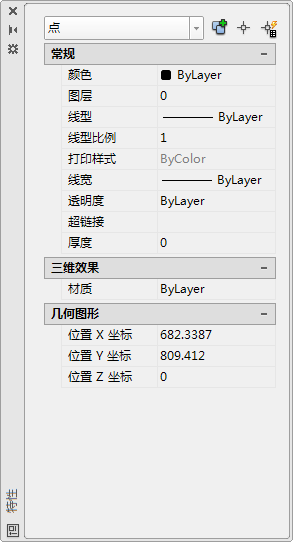 点
常规
颜色 ByLayer
图层 0
线型 ByLayer
线型比例 1
打印样式 ByColor
线宽 ByLayer
透明度 ByLayer
超链接
厚度 0
三维效果
材质 ByLayer
几何图形
位置 X 坐标 682.3387
位置 Y 坐标 809.412
位置 Z 坐标 0
特性